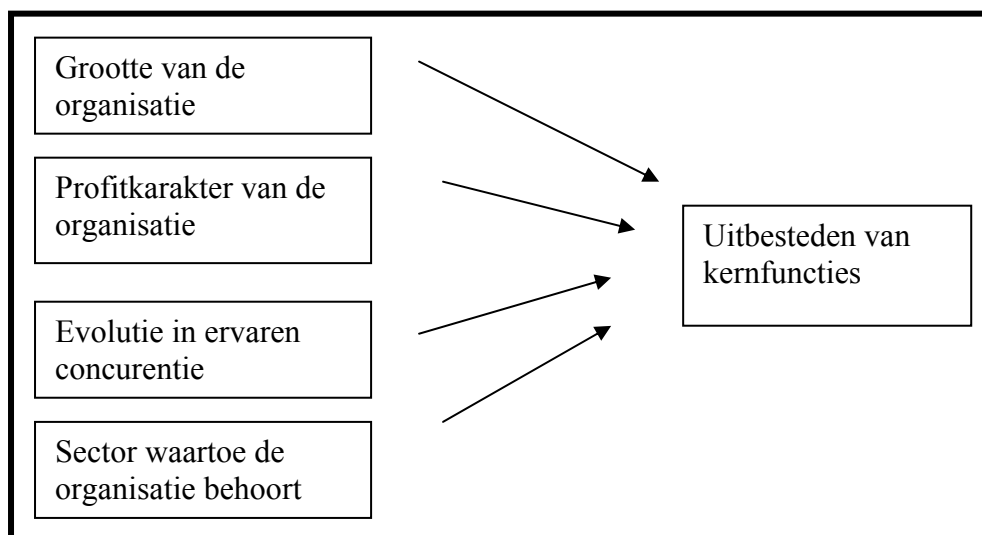 Grootte van de
organisatie
Profitkarakter van de
organisatie
Evolutie in ervaren
concurentie
Sector waartoe de
organisatie behoort
Uitbesteden van
kernfuncties